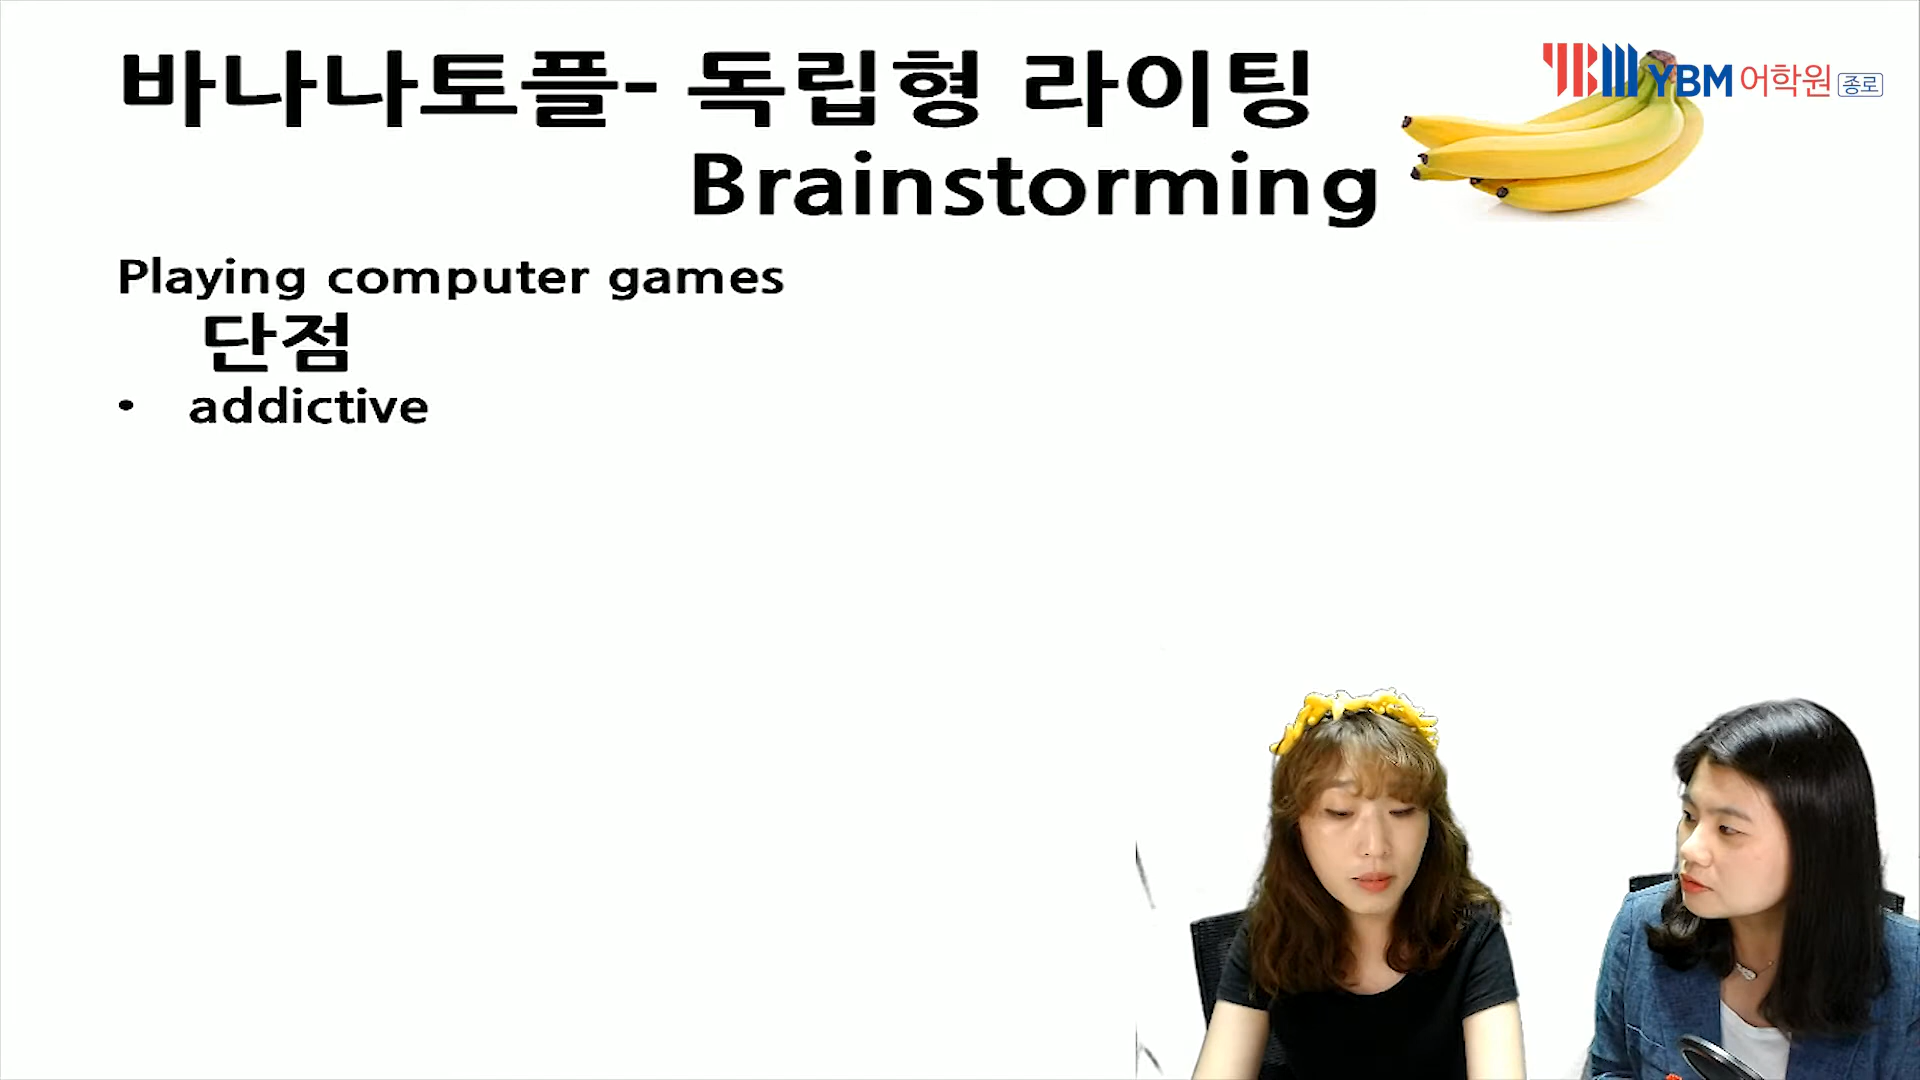 바나나토플- 독립형 라이팅
YBM 어학원 종로
Brainstorming
Playing computer games
단점
• addictive